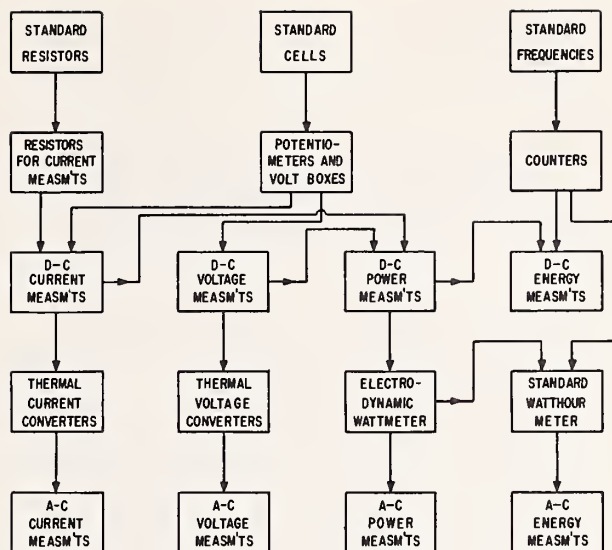 STANDARD
RESISTORS
STANDARD
CELLS
STANDARD
FREQUENCIES
RESISTORS
FOR CURRENT
MEASM'TS
POTENTIO-
METERS AND
VOLT BOXES
COUNTERS
D-C
CURRENT
MEASM'TS
D-C
VOLTAGE
MEASM'TS
D-C
POWER
MEASM'TS
D-C
ENERGY
MEASM'TS
THERMAL
CURRENT
CONVERTERS
THERMAL
VOLTAGE
CONVERTERS
ELECTRO-
DYNAMIC
WATTMETER
STANDARD
WATTHOUR
METER
A-C
CURRENT
MEASM'TS
A-C
VOLTAGE
MEASM'TS
A-C
POWER
MEASM'TS
A-C
ENERGY
MEASM'TS